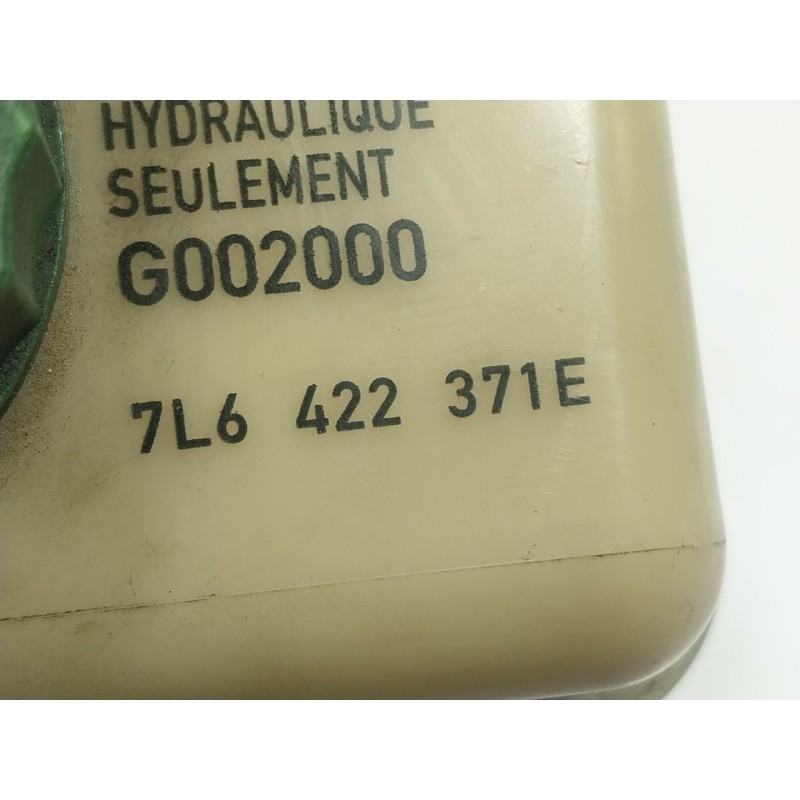 HYDRAULIQUE
SEULEMENT
G002000
7L6 422 371E